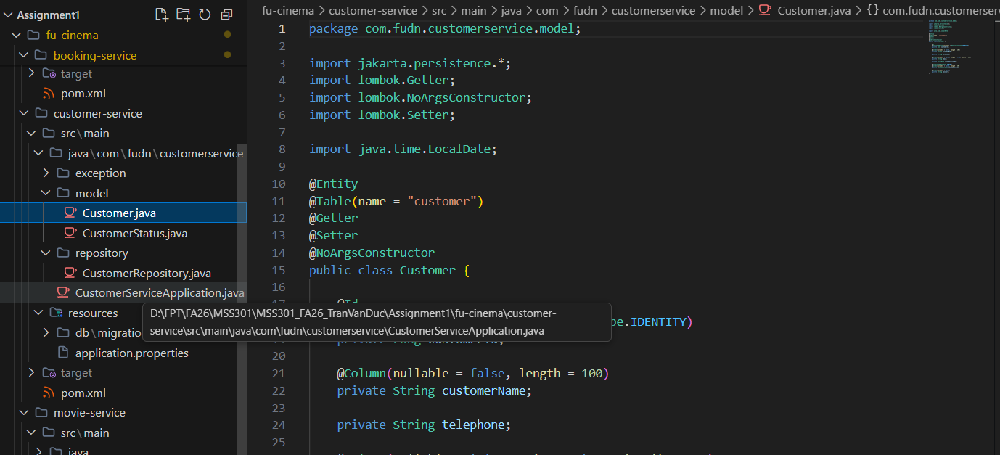 Assignment1
fu-cinema
booking-service
target
pom.xml
customer-service
src\main
java\com\fudn\customerservice
exception
model
Customer.java
CustomerStatus.java
repository
CustomerRepository.java
CustomerServiceApplication.java
resources
db\migratio
application.properties
target
pom.xml
movie-service
src\main
java
fu-cinema > customer-service > src > main > java > com > fudn > customerservice > model > Customer.java > {} com.fudn.customerser
1 package com.fudn.customerservice.model;
2
3 import jakarta.persistence.*;
4 import lombok.Getter;
5 import lombok.NoArgsConstructor;
6 import lombok.Setter;
7
8 import java.time.LocalDate;
9
10 @Entity
11 @Table(name = "customer")
12 @Getter
13 @Setter
14 @NoArgsConstructor
15 public class Customer {
16
17 @Id
pe.IDENTITY)
19 private Long customerId;
20
21 @Column(nullable = false, length = 100)
22 private String customerName;
23
24 private String telephone;
25
D:\FPT\FA26\MSS301\MSS301_FA26_TranVanDuc\Assignment1\fu-cinema\customer-
service\src\main\java\com\fudn\customerservice\CustomerServiceApplication.java